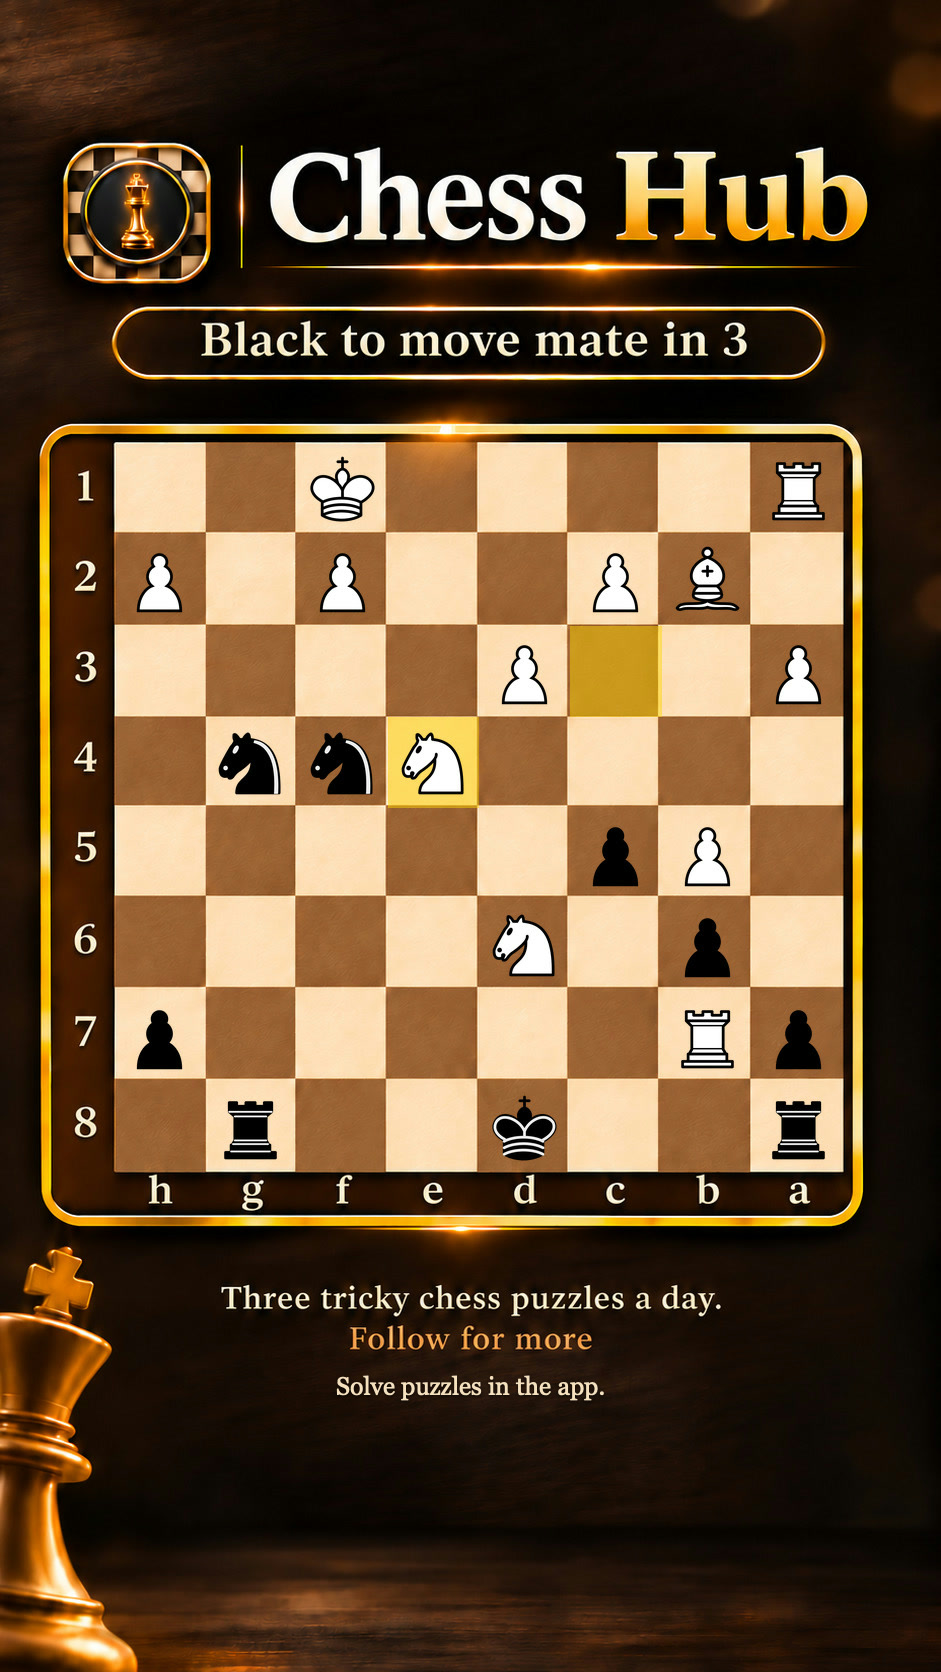 Chess Hub
Black to move mate in 3
1
2
3
4
5
6
7
8
h g f e d c b a
Three tricky chess puzzles a day.
Follow for more
Solve puzzles in the app.